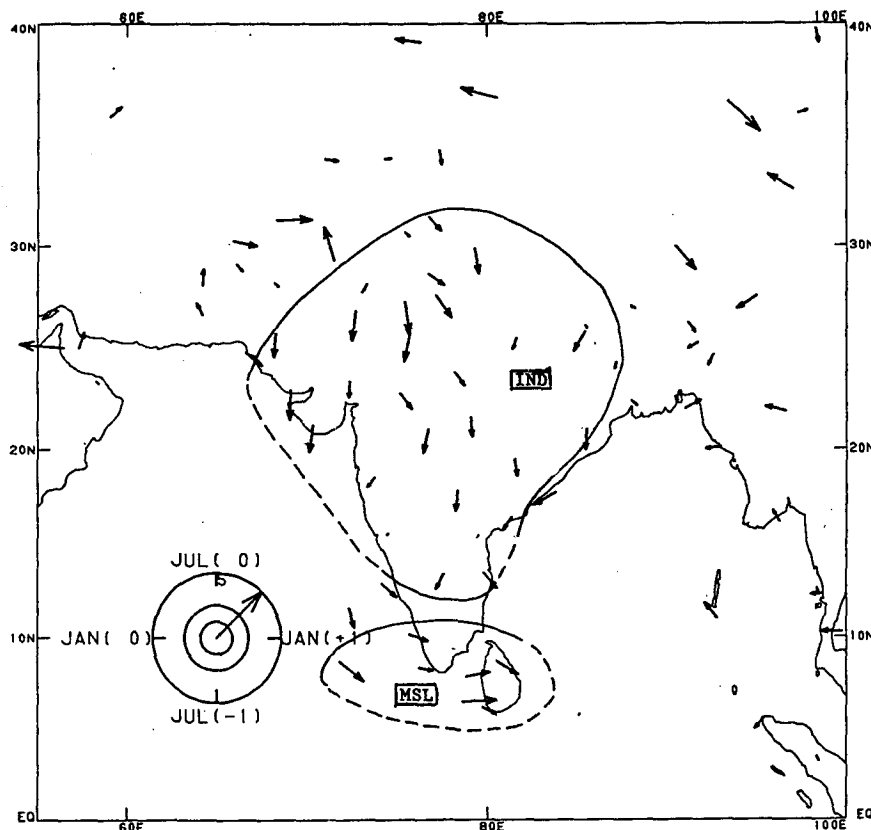 60E 80E 100E
40N 40N
30N 30N
IND
20N 20N
JUL( 0)
5
JAN( 0) JAN(+1)
10N 10N
MSL
JUL(-1)
EQ EQ
60E 80E 100E